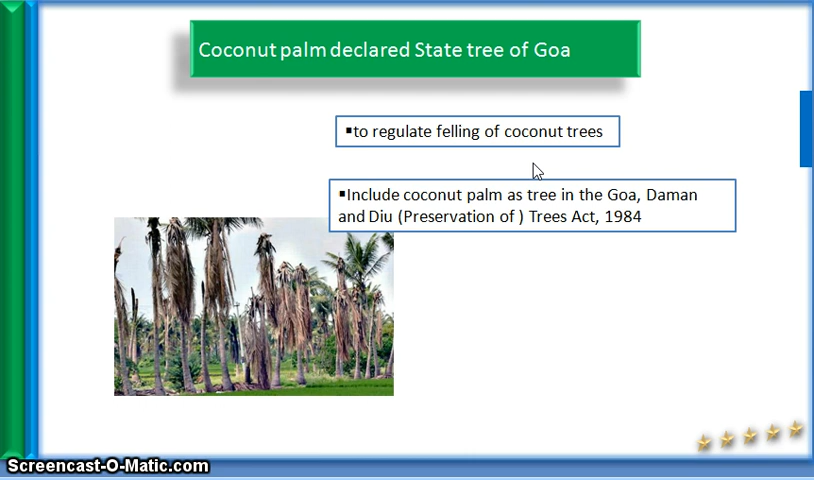 Coconut palm declared State tree of Goa
▪to regulate felling of coconut trees
▪Include coconut palm as tree in the Goa, Daman
and Diu (Preservation of ) Trees Act, 1984
Screencast-O-Matic.com